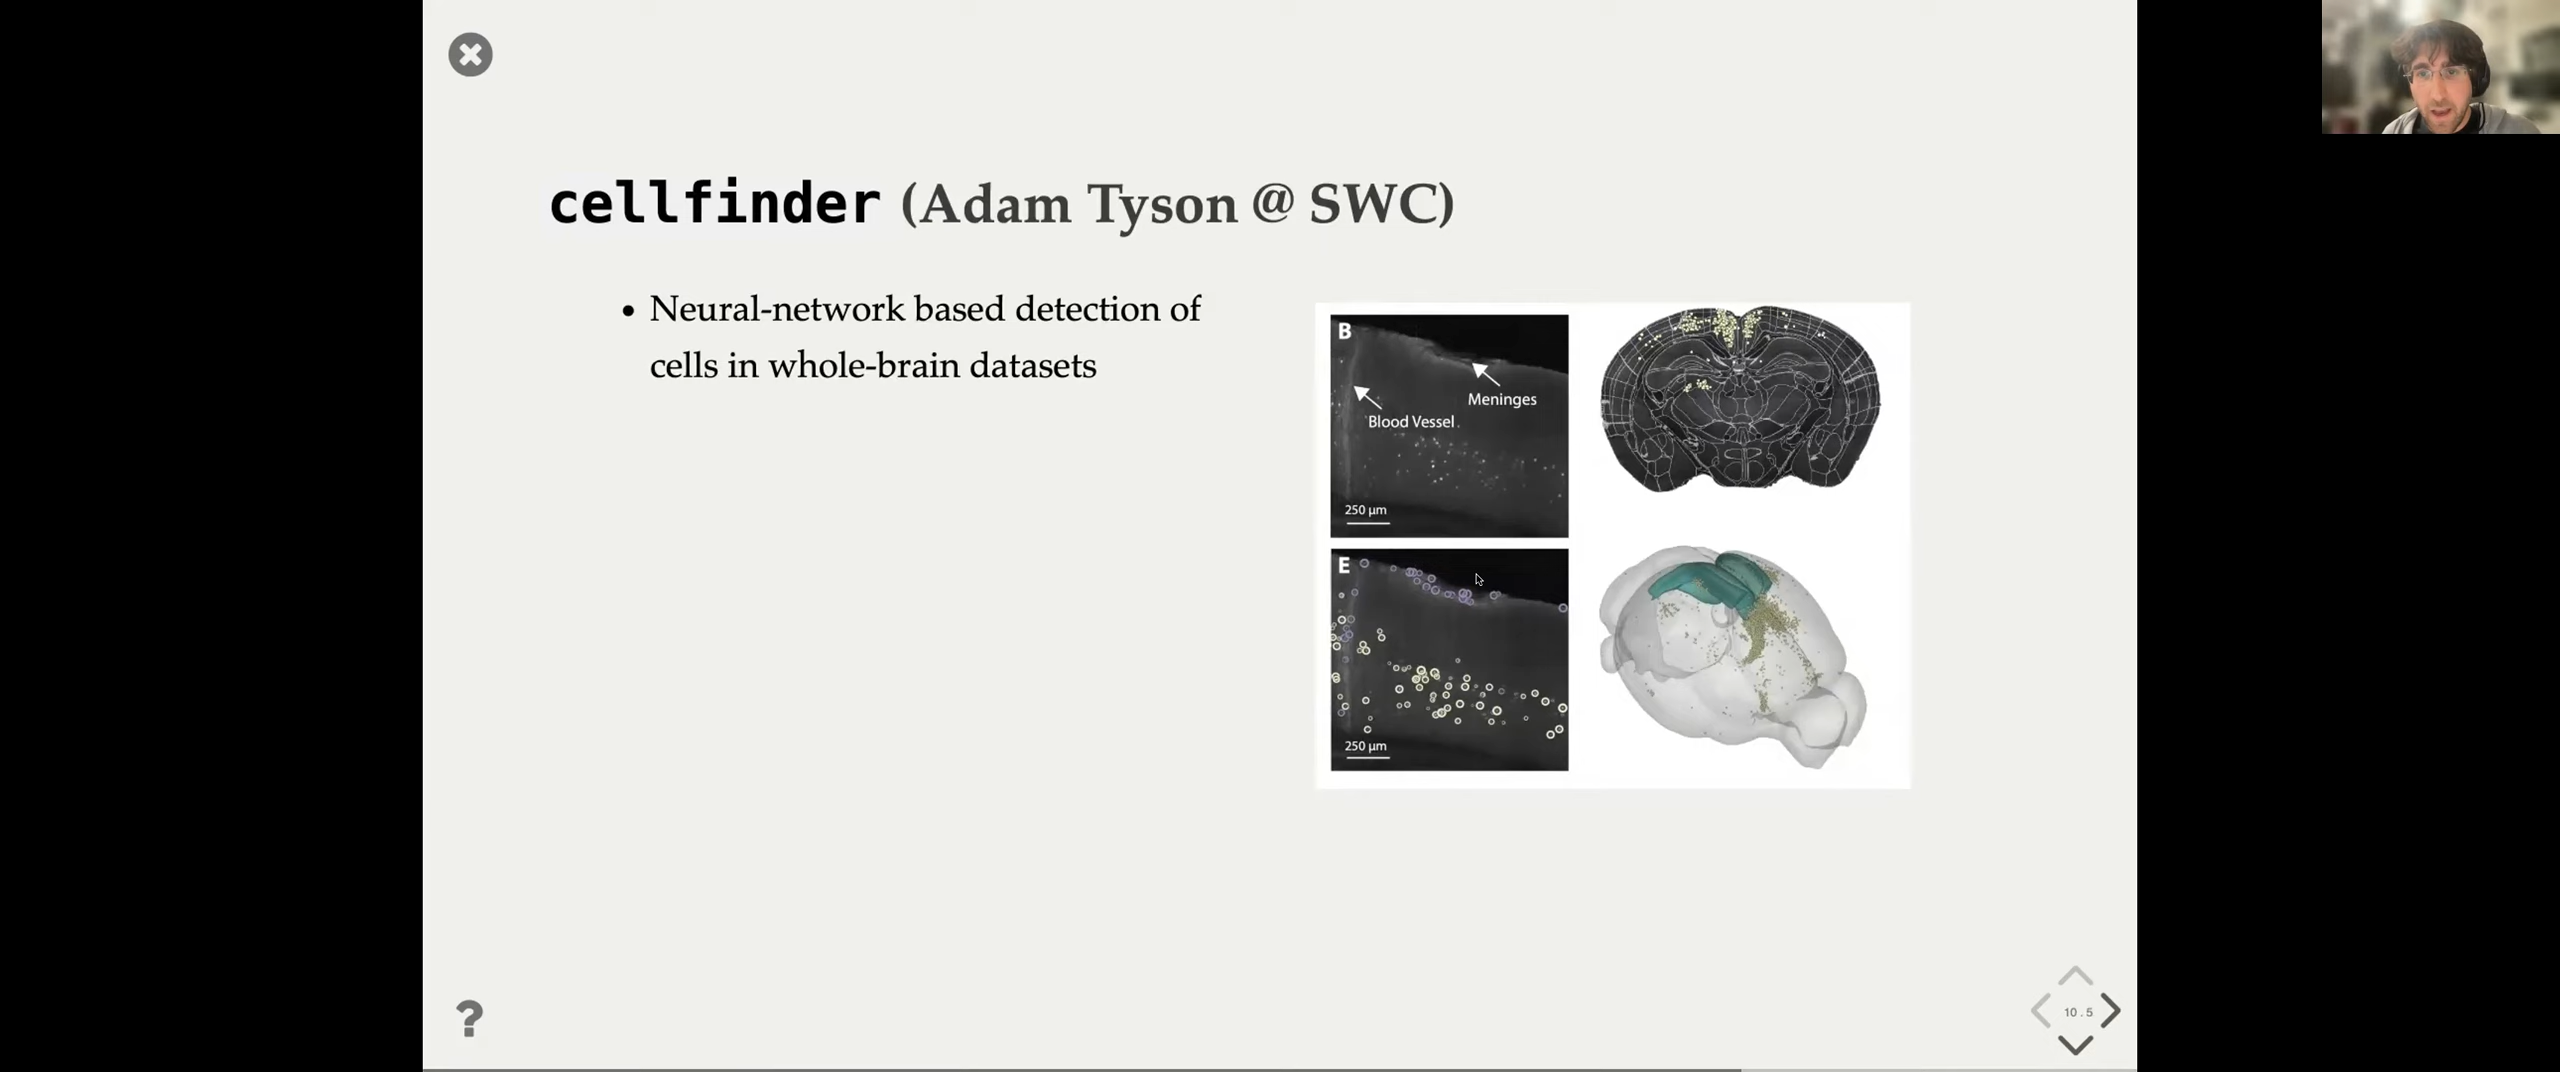 cellfinder (Adam Tyson @ SWC)
• Neural-network based detection of
cells in whole-brain datasets
B
Meninges
Blood Vessel
250 µm
E
250 µm
?
10.5